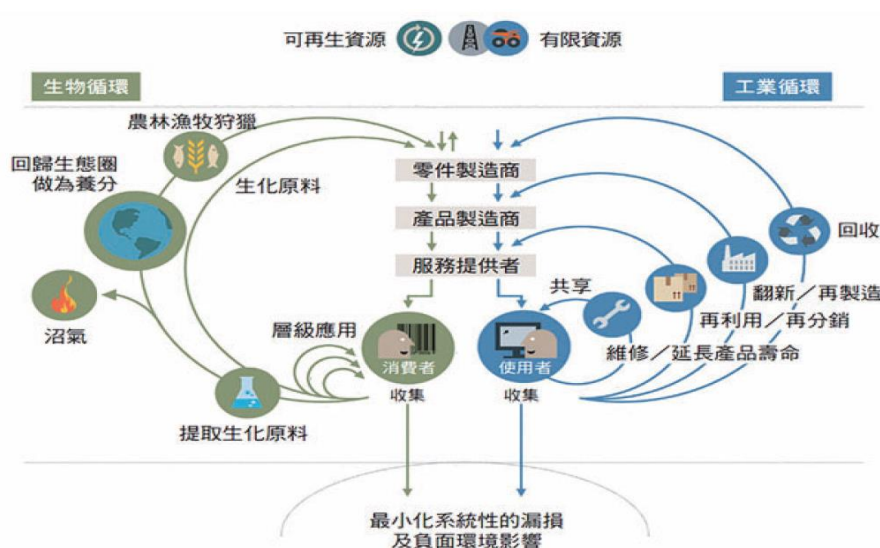 可再生資源
有限資源
生物循環
工業循環
農林漁牧狩獵
回歸生態圈
做為養分
生化原料
零件製造商
產品製造商
服務提供者
回收
翻新／再製造
再利用／再分銷
共享
維修／延長產品壽命
沼氣
層級應用
消費者
使用者
收集
收集
提取生化原料
最小化系統性的漏損
及負面環境影響